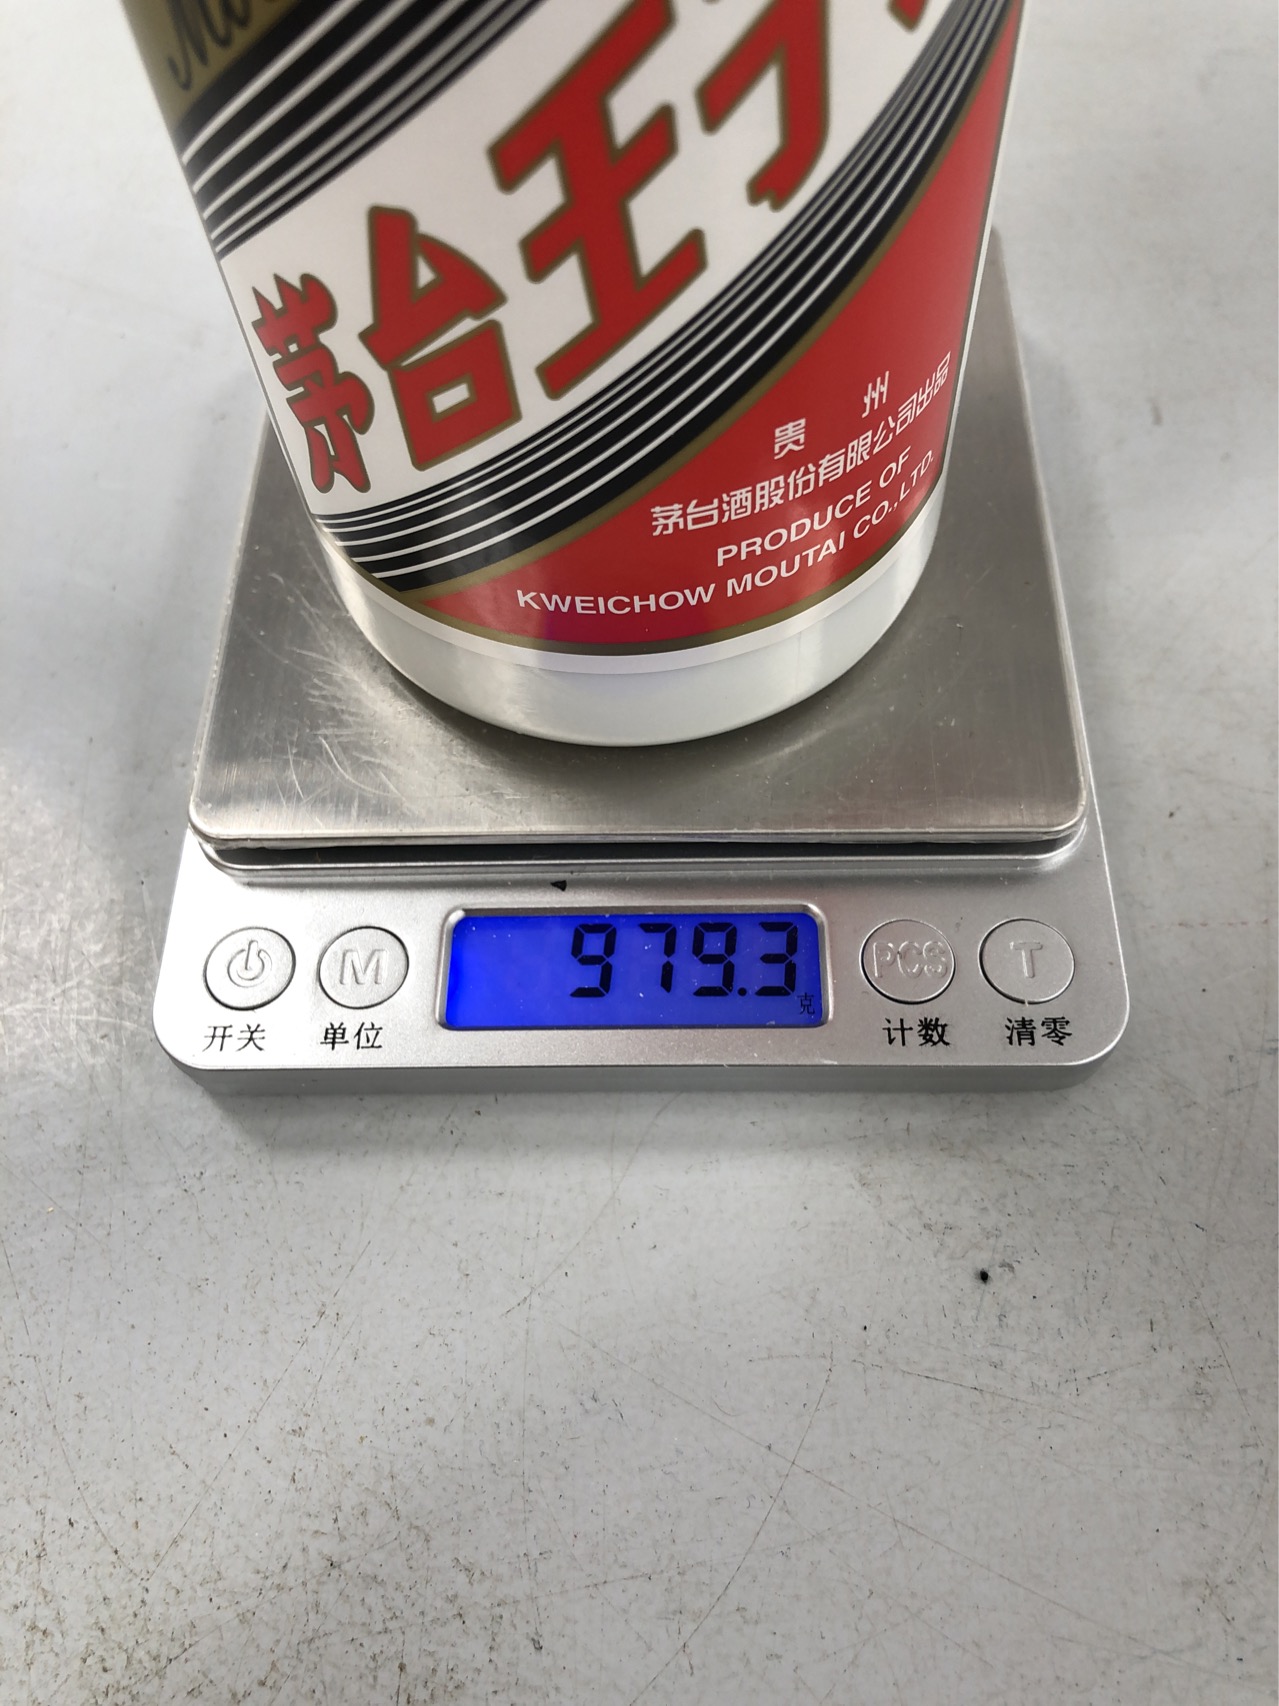 茅台王子
贵州
茅台酒股份有限公司出品
PRODUCE OF
KWEICHOW MOUTAI CO.,LTD.
979.3
克
M
PCS
T
开关
单位
计数
清零